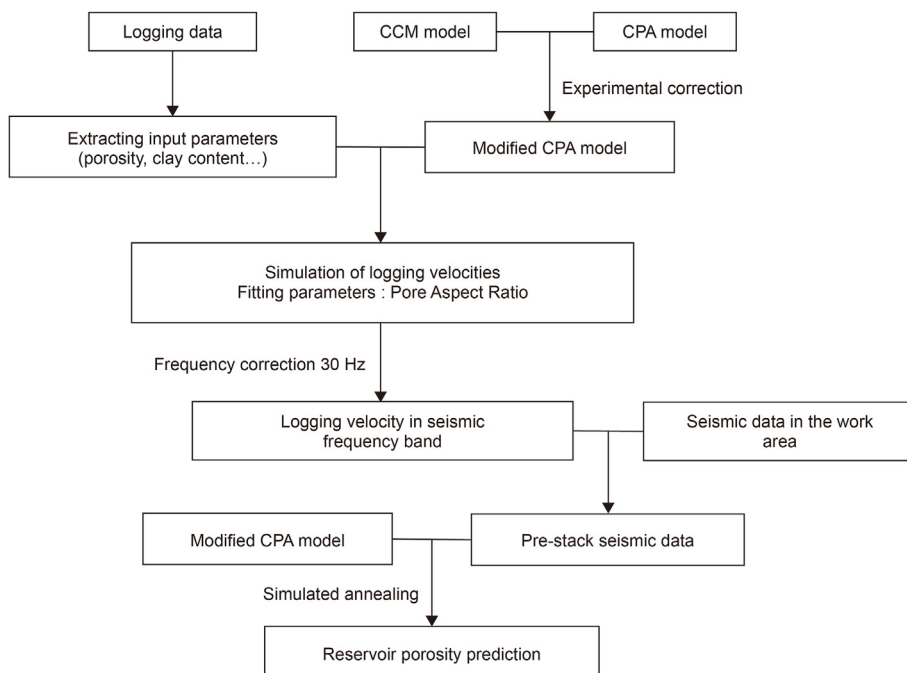 Logging data
CCM model
CPA model
Experimental correction
Extracting input parameters
(porosity, clay content...)
Modified CPA model
Simulation of logging velocities
Fitting parameters : Pore Aspect Ratio
Frequency correction 30 Hz
Logging velocity in seismic
frequency band
Seismic data in the work
area
Modified CPA model
Pre-stack seismic data
Simulated annealing
Reservoir porosity prediction